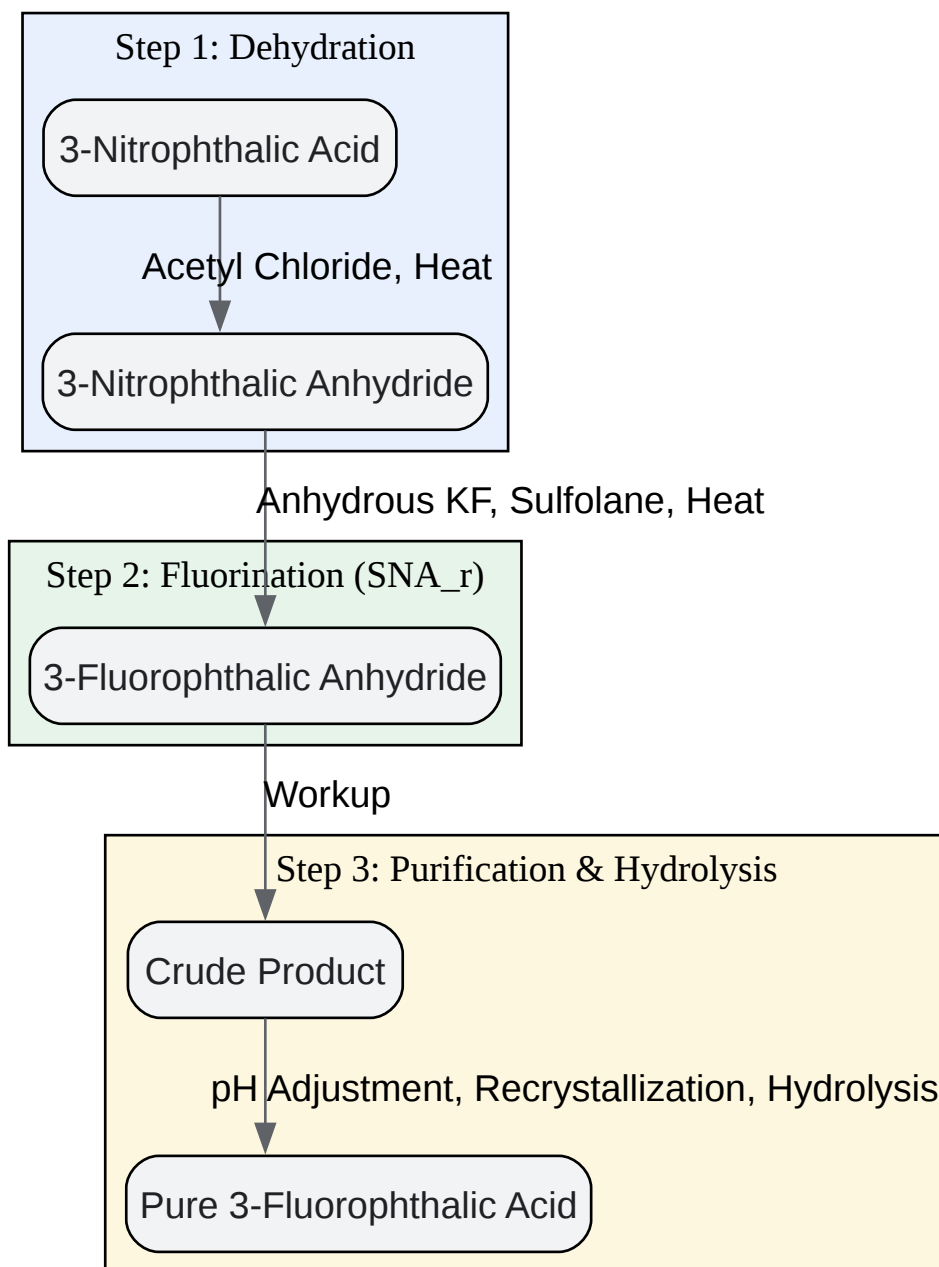 Step 1: Dehydration
3-Nitrophthalic Acid
Acetyl Chloride, Heat
3-Nitrophthalic Anhydride
Anhydrous KF, Sulfolane, Heat
Step 2: Fluorination (SNA_r)
3-Fluorophthalic Anhydride
Workup
Step 3: Purification & Hydrolysis
Crude Product
pH Adjustment, Recrystallization, Hydrolysis
Pure 3-Fluorophthalic Acid